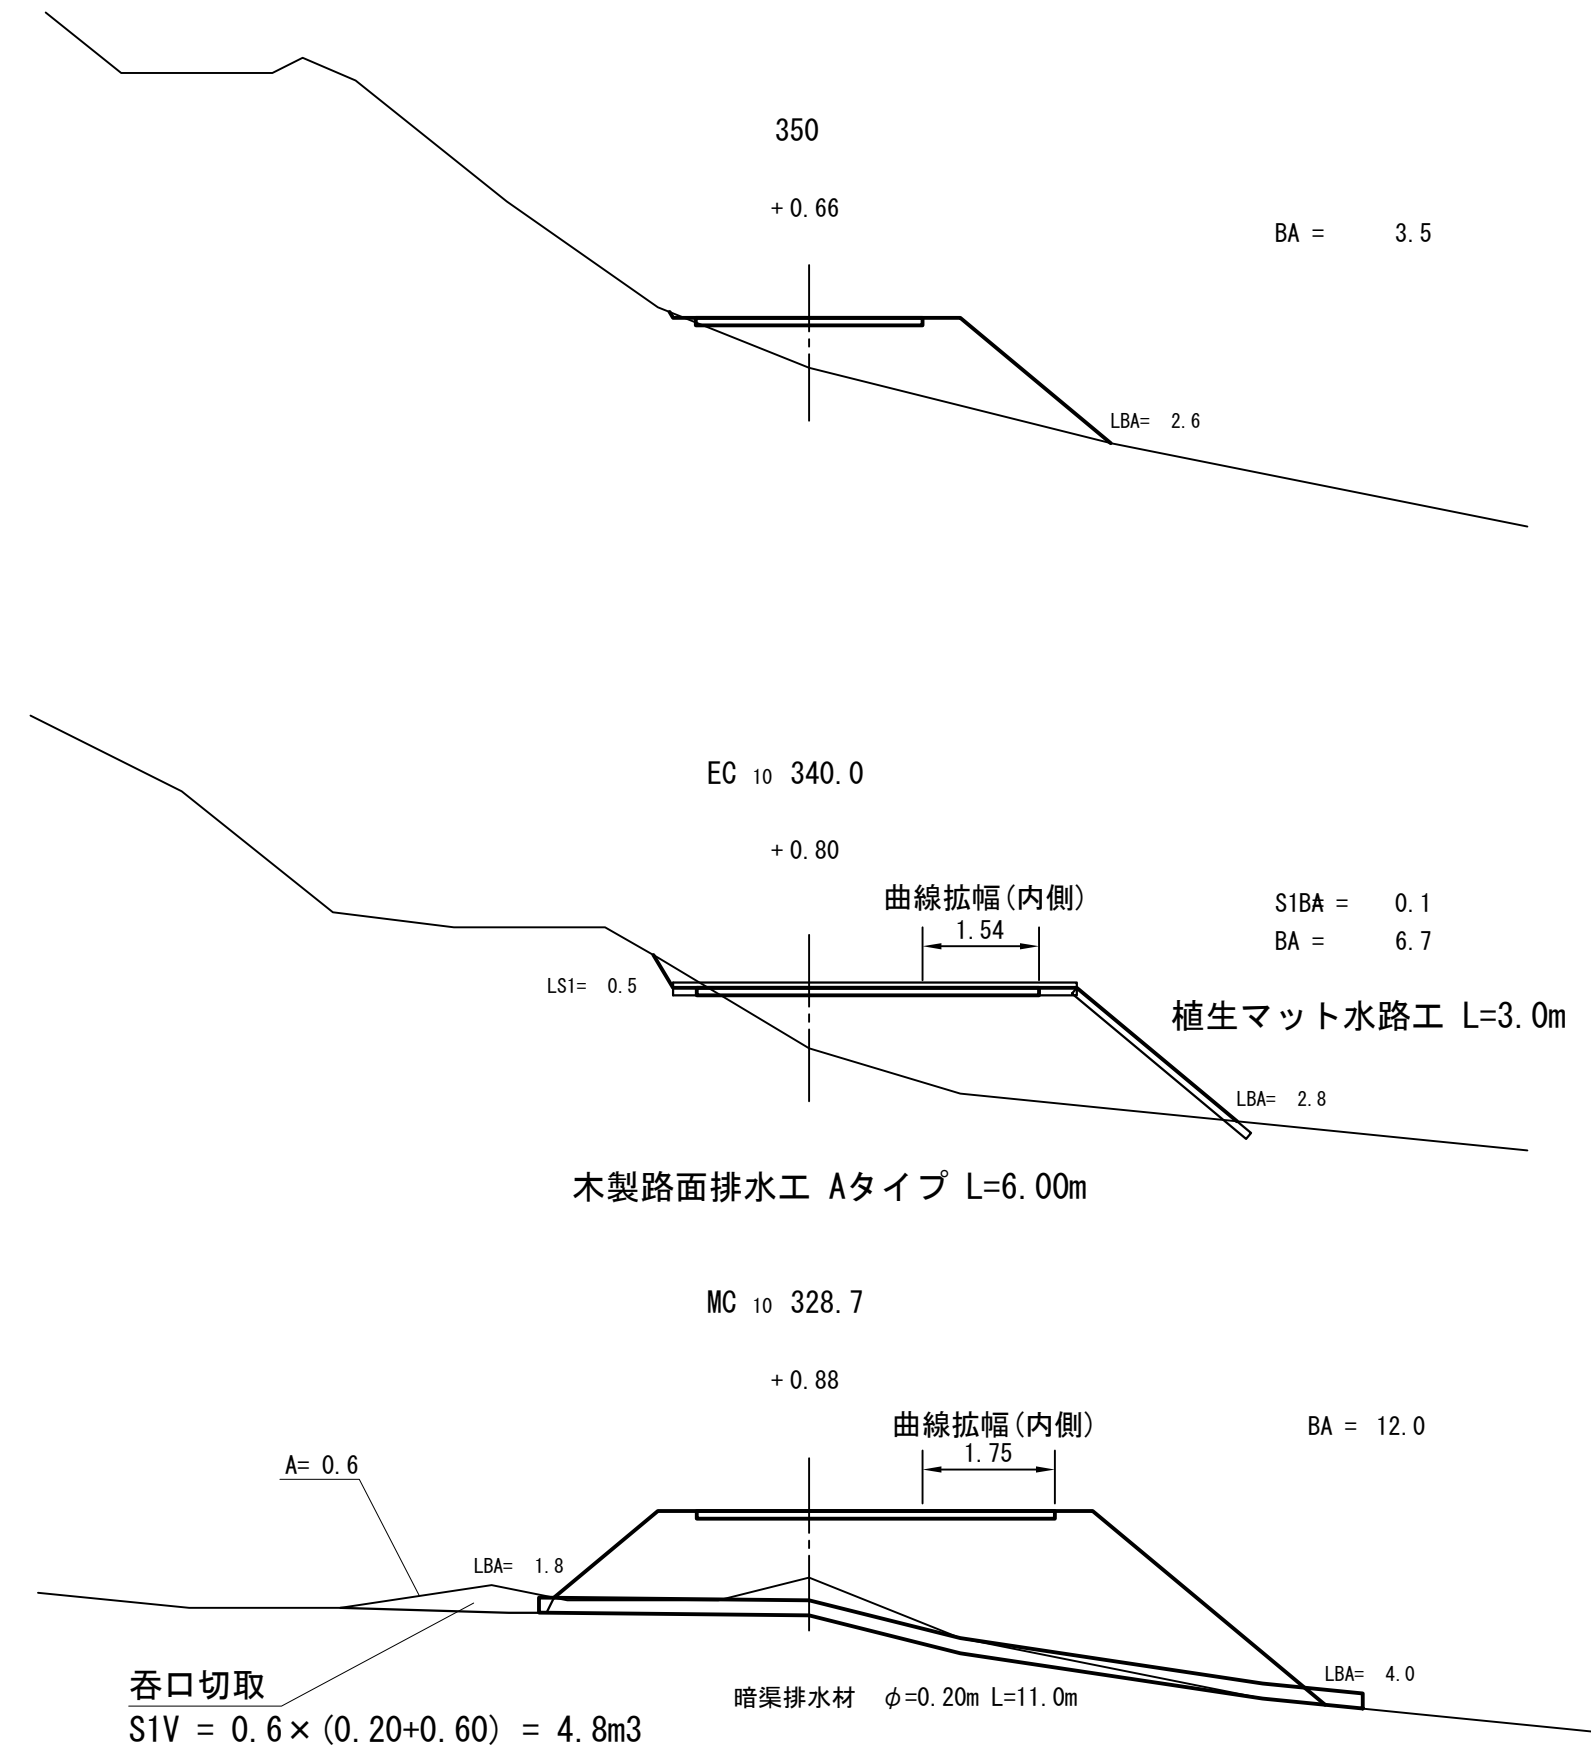 350
+0.66
BA = 3.5
LBA= 2.6
EC 10 340.0
+0.80
曲線拡幅(内側)
1.54
S1BA = 0.1
BA = 6.7
LS1= 0.5
植生マット水路工 L=3.0m
LBA= 2.8
木製路面排水工 Aタイプ L=6.00m
MC 10 328.7
+0.88
曲線拡幅(内側)
1.75
BA = 12.0
A= 0.6
LBA= 1.8
LBA= 4.0
呑口切取
暗渠排水材 φ=0.20m L=11.0m
S1V = 0.6×(0.20+0.60) = 4.8m3